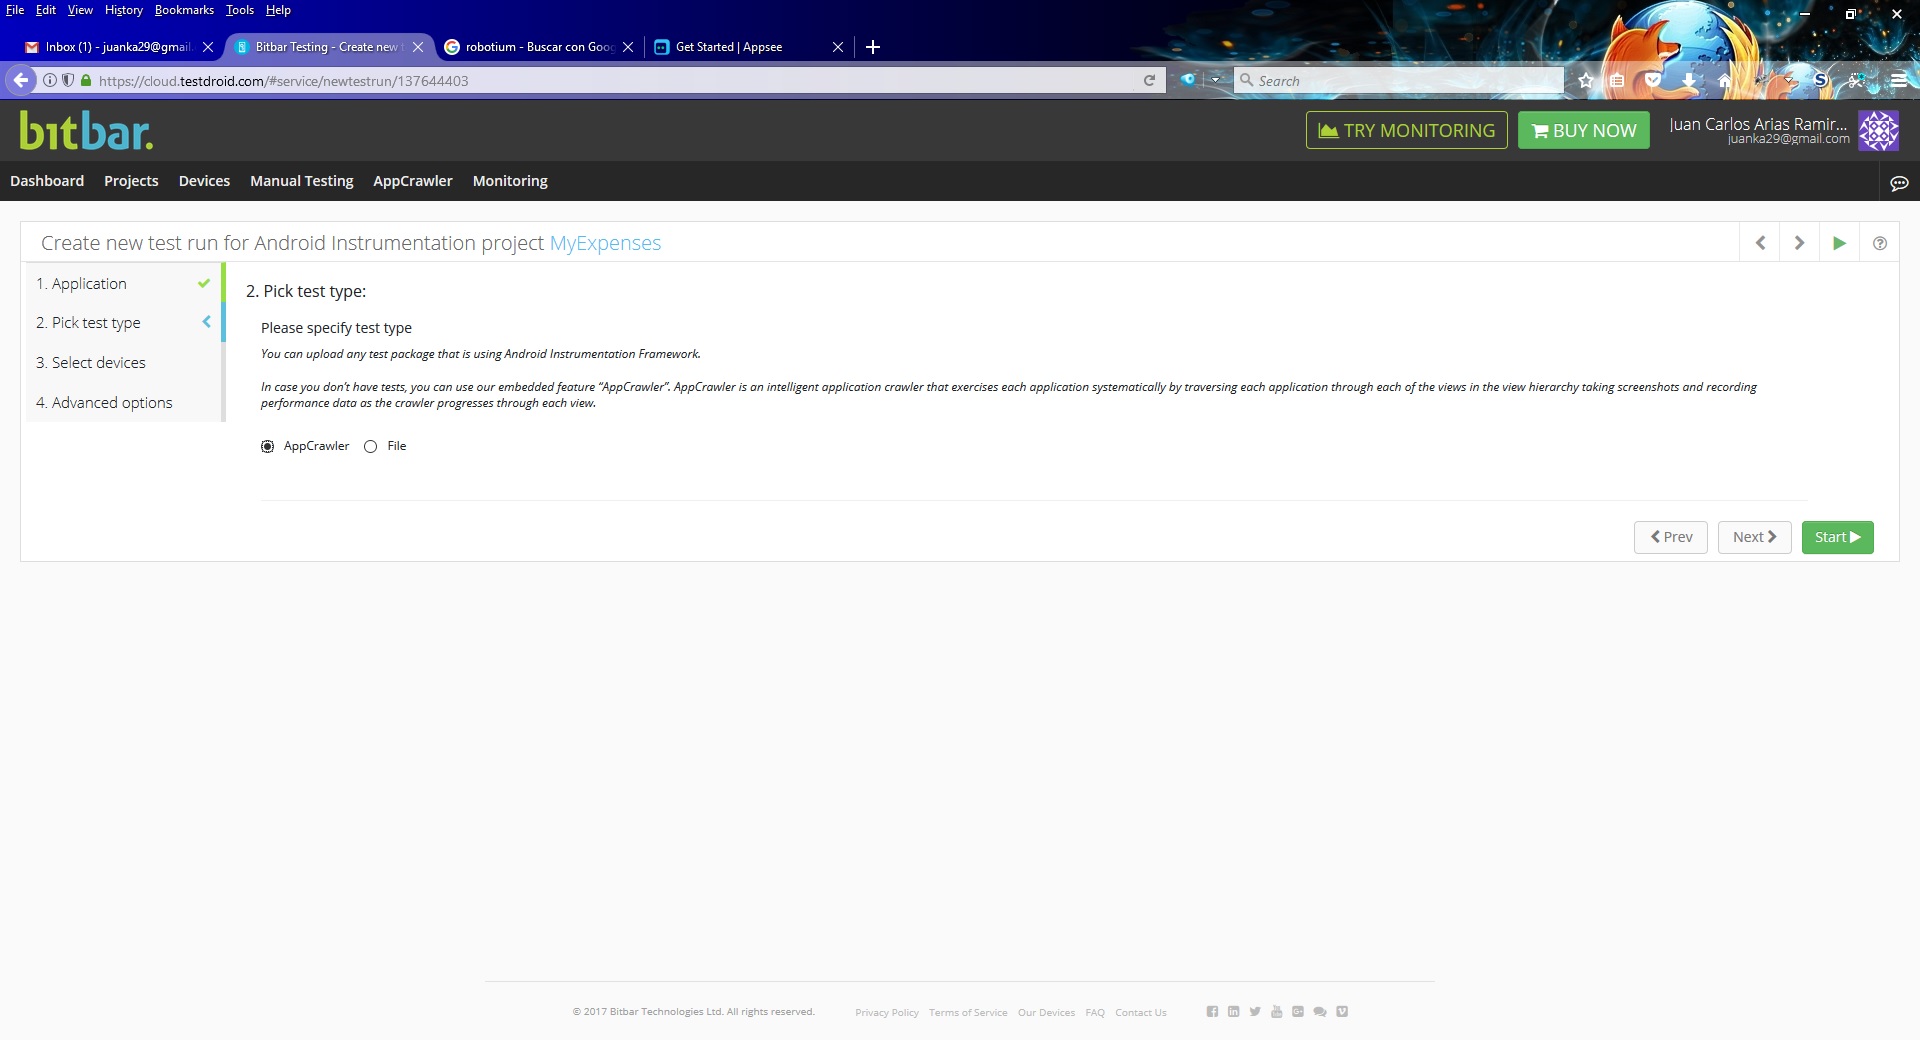 File Edit View History Bookmarks Tools Help
Inbox (1) - juanka29@gmail.
Bitbar Testing - Create new t
robotium - Buscar con Goog
Get Started | Appsee
https://cloud.testdroid.com/#service/newtestrun/137644403
Search
bitbar.
TRY MONITORING
BUY NOW
Juan Carlos Arias Ramir...
juanka29@gmail.com
Dashboard Projects Devices Manual Testing AppCrawler Monitoring
Create new test run for Android Instrumentation project MyExpenses
1. Application
2. Pick test type
3. Select devices
4. Advanced options
2. Pick test type:
Please specify test type
You can upload any test package that is using Android Instrumentation Framework.
In case you don't have tests, you can use our embedded feature “AppCrawler”. AppCrawler is an intelligent application crawler that exercises each application systematically by traversing each application through each of the views in the view hierarchy taking screenshots and recording
performance data as the crawler progresses through each view.
AppCrawler File
Prev Next Start
© 2017 Bitbar Technologies Ltd. All rights reserved. Privacy Policy Terms of Service Our Devices FAQ Contact Us